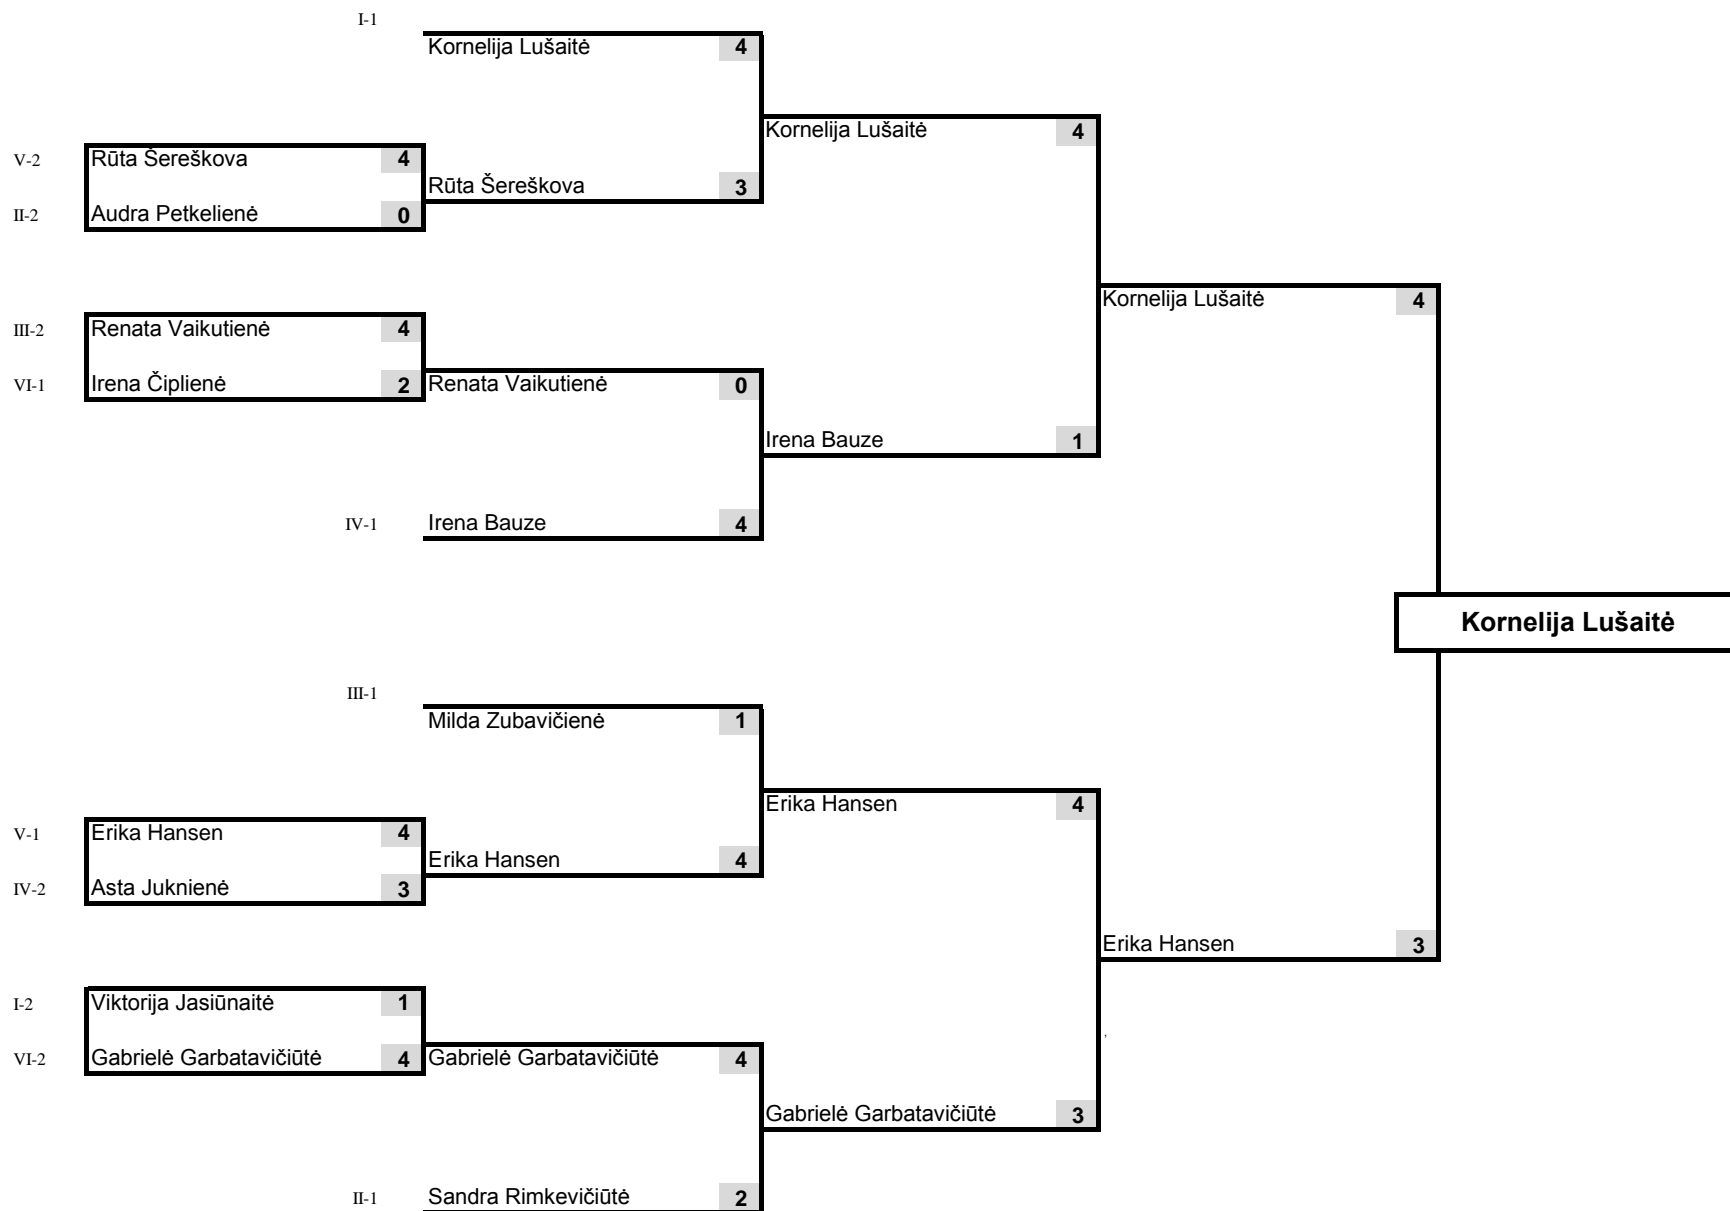 I-1
Kornelija Lušaitė 4
Kornelija Lušaitė 4
V-2 Rūta Šereškova 4
Rūta Šereškova 3
II-2 Audra Petkelienė 0
Kornelija Lušaitė 4
III-2 Renata Vaikutienė 4
VI-1 Irena Čiplienė 2 Renata Vaikutienė 0
Irena Bauze 1
IV-1 Irena Bauze 4
Kornelija Lušaitė
III-1
Milda Zubavičienė 1
Erika Hansen 4
V-1 Erika Hansen 4
Erika Hansen 4
IV-2 Asta Juknienė 3
Erika Hansen 3
I-2 Viktorija Jasiūnaitė 1
VI-2 Gabrielė Garbatavičiūtė 4 Gabrielė Garbatavičiūtė 4
Gabrielė Garbatavičiūtė 3
II-1 Sandra Rimkevičiūtė 2